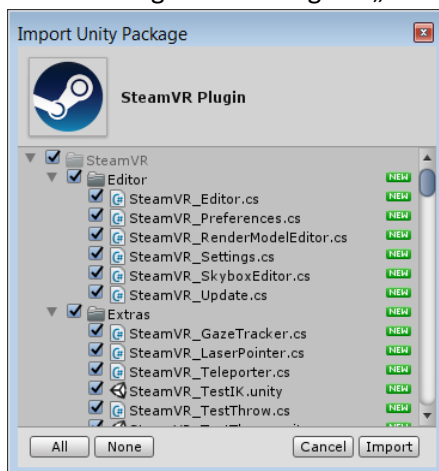 Import Unity Package
SteamVR Plugin
SteamVR
Editor NEW
SteamVR_Editor.cs NEW
SteamVR_Preferences.cs NEW
SteamVR_RenderModelEditor.cs NEW
SteamVR_Settings.cs NEW
SteamVR_SkyboxEditor.cs NEW
SteamVR_Update.cs NEW
Extras NEW
SteamVR_GazeTracker.cs NEW
SteamVR_LaserPointer.cs NEW
SteamVR_Teleporter.cs NEW
SteamVR_TestIK.unity NEW
SteamVR_TestThrow.cs NEW
All None Cancel Import